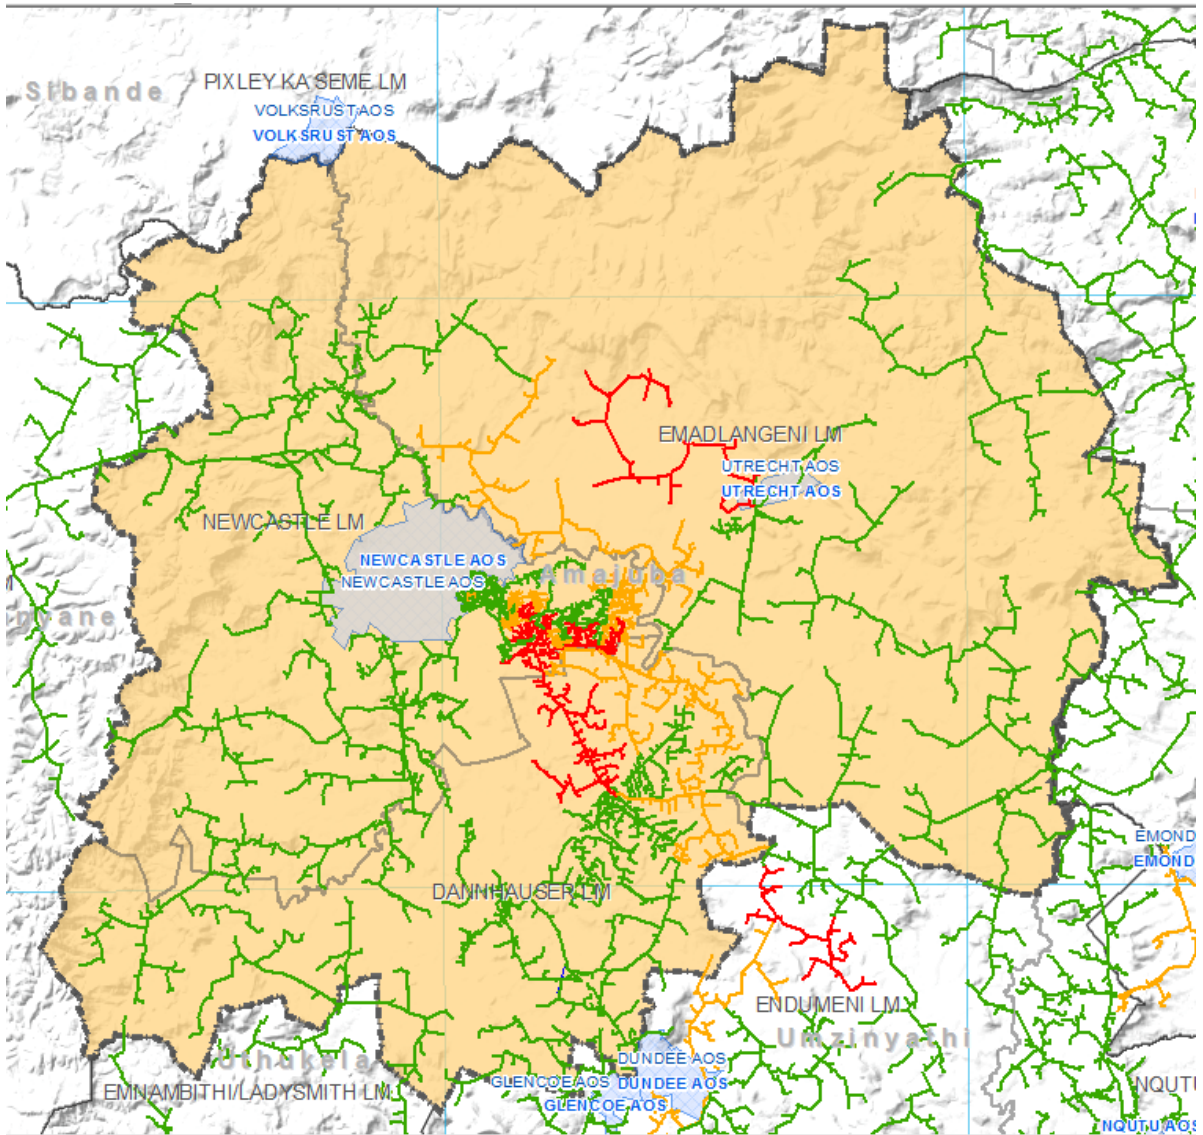 Sibande
PIXLEY KA SEME LM
VOLKSRUST AOS
VOLKSRUST AOS
EMADLANGENI LM
UTRECHT AOS
UTRECHT AOS
NEWCASTLE LM
NEWCASTLE AOS
NEWCASTLE AOS
Amajuba
nyane
EMOND
EMOND
DANNHAUSER LM
ENDUMENI LM
Umzinyathi
Uthukela
DUNDEE AOS
GLENCOE AOS
DUNDEE AOS
EMNAMBITHI/LADYSMITH LM
GLENCOE AOS
NQUTU
NQUTU AOS